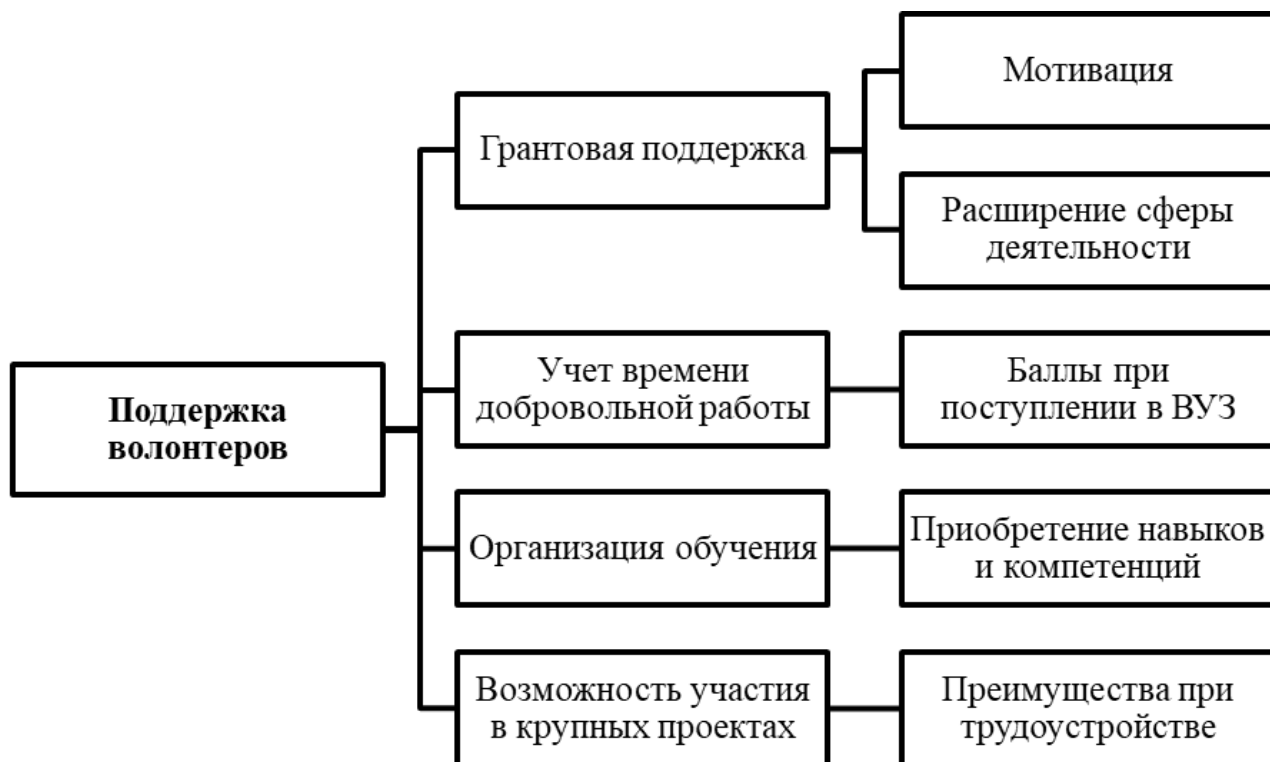 Мотивация
Грантовая поддержка
Расширение сферы
деятельности
Поддержка
волонтеров
Учет времени
добровольной работы
Баллы при
поступлении в ВУЗ
Организация обучения
Приобретение навыков
и компетенций
Возможность участия
в крупных проектах
Преимущества при
трудоустройстве